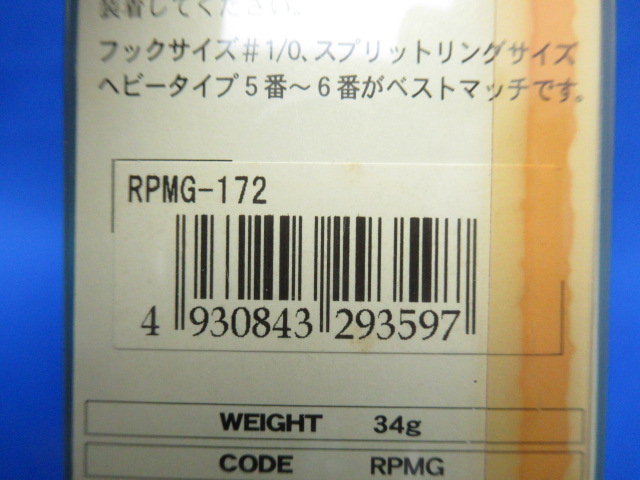 装着してください。
フックサイズ＃1/0、スプリットリングサイズ
ヘビータイプ５番～６番がベストマッチです。
RPMG-172
4 930843 293597
WEIGHT 34g
CODE RPMG